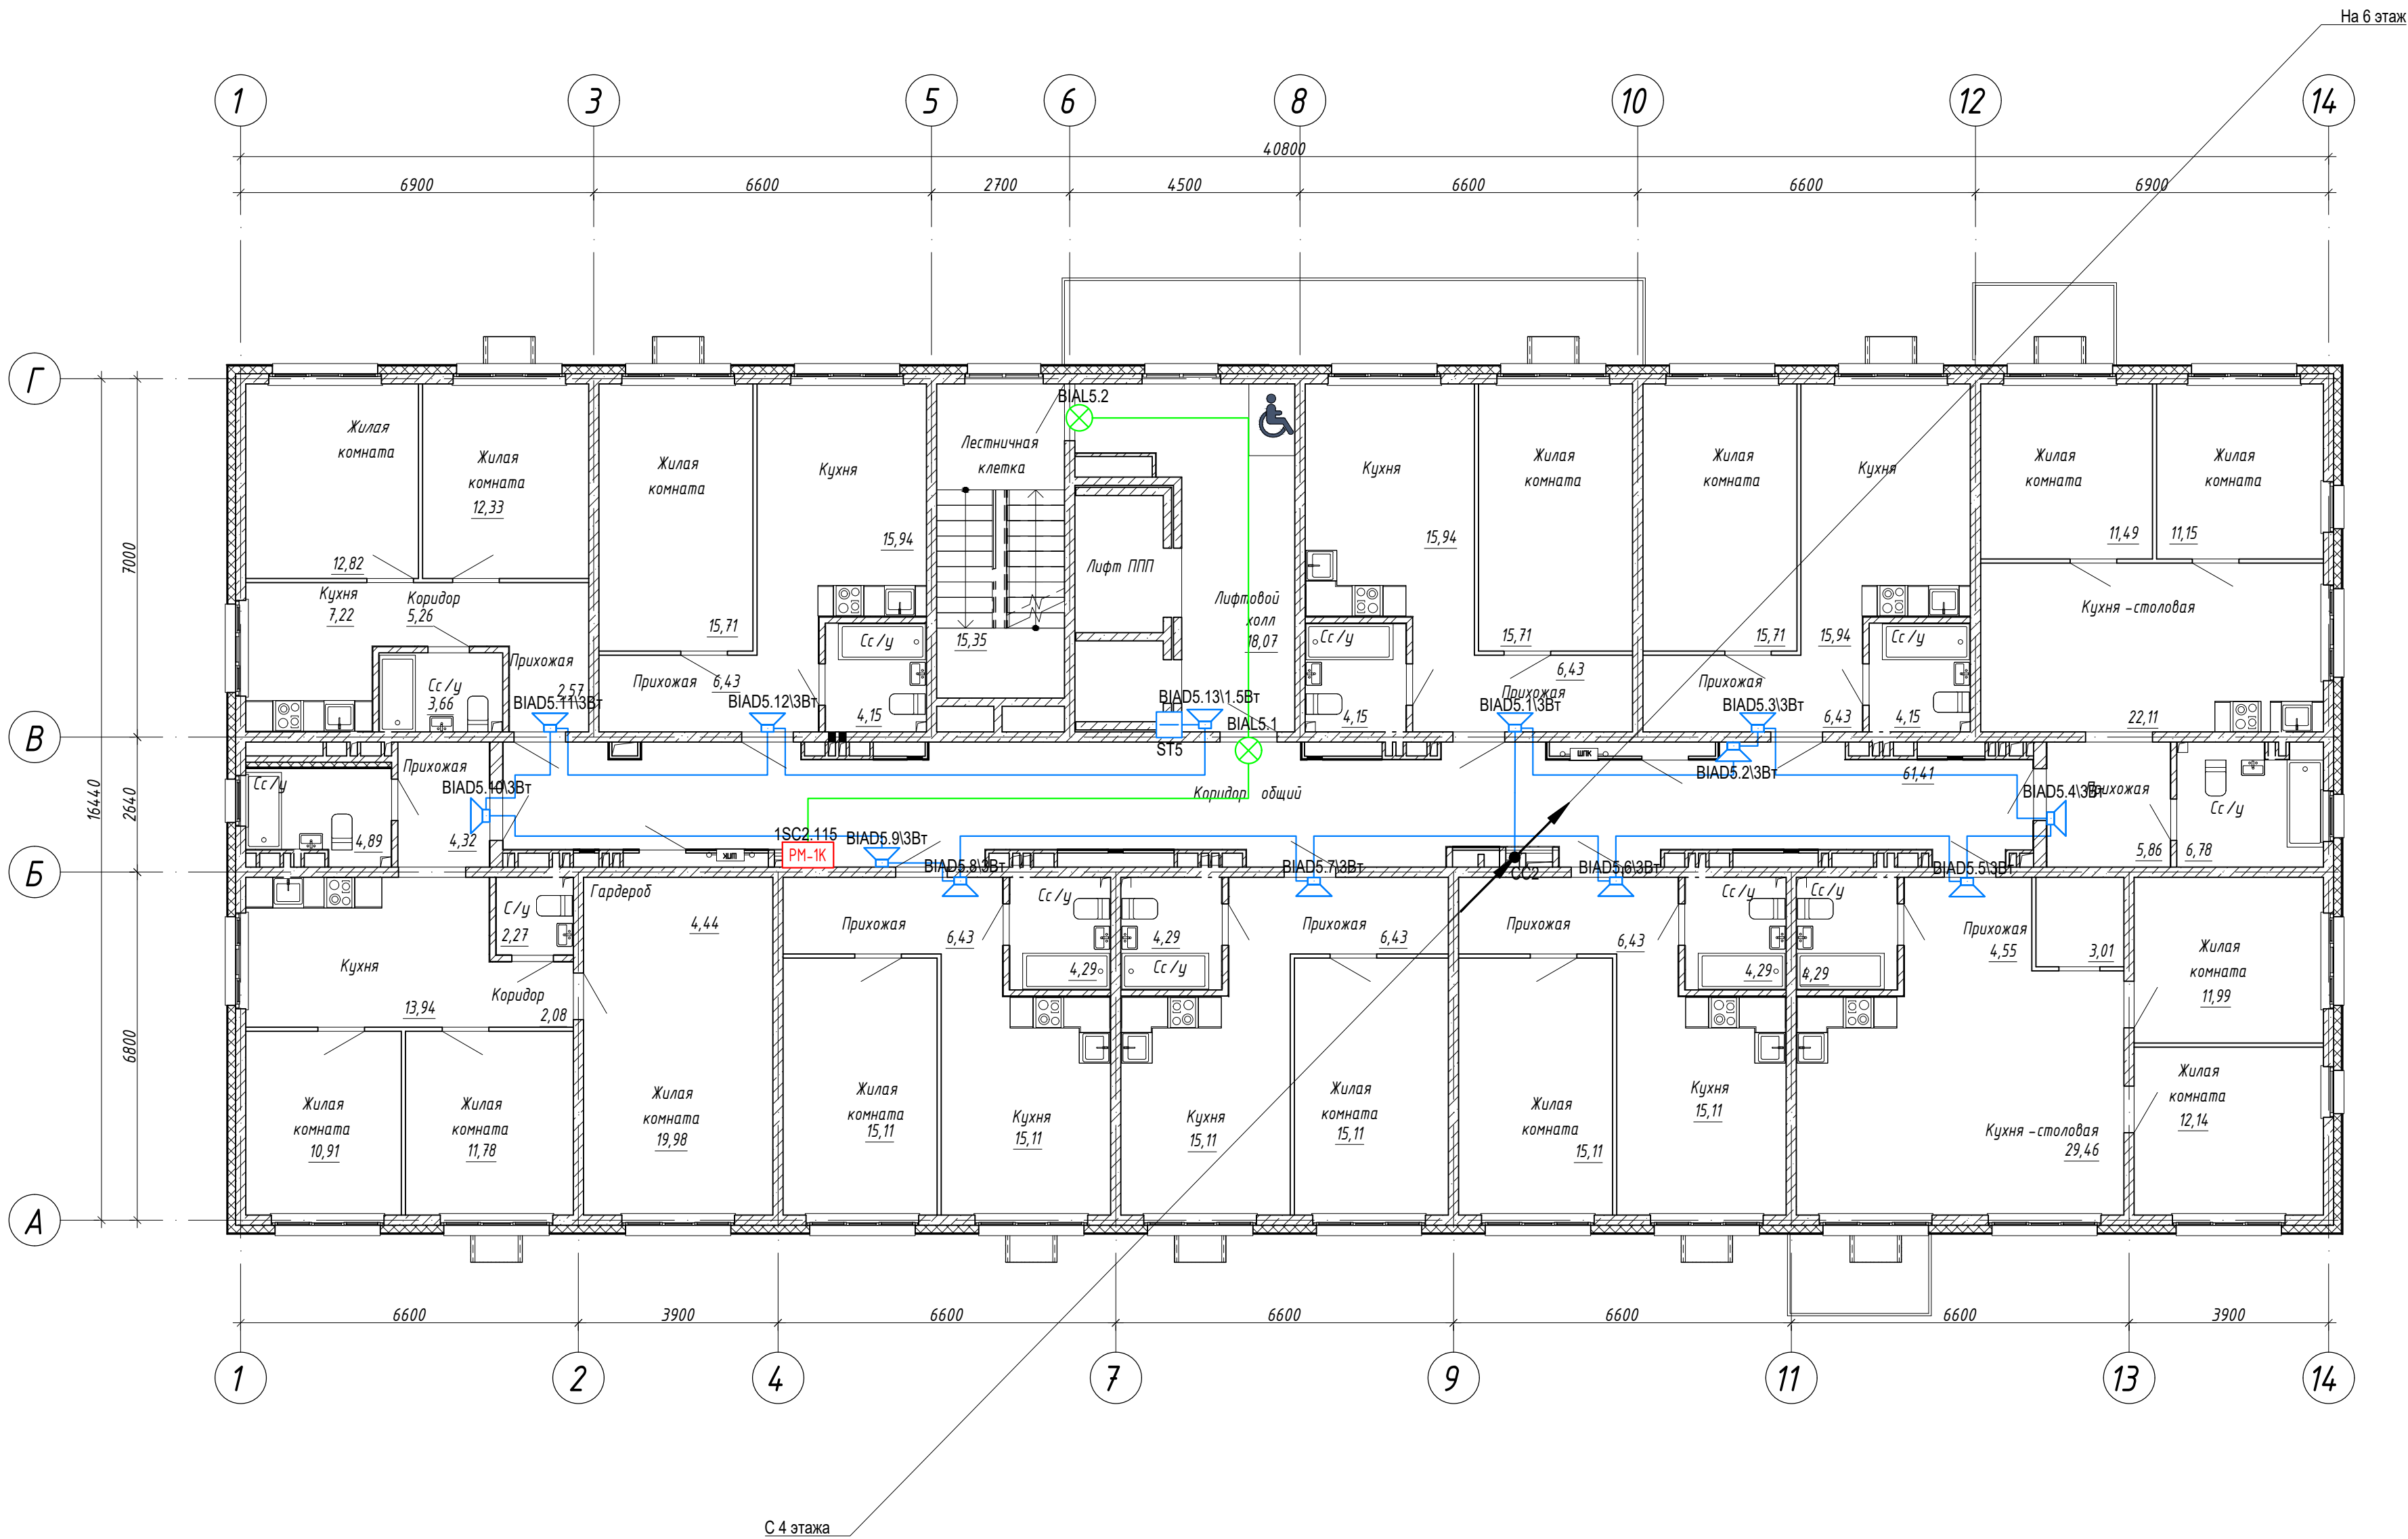 На 6 этаж
1
3
5
6
8
10
12
14
40800
6900
6600
2700
4500
6600
6600
6900
Г
В
Б
А
16440
7000
2640
6800
BIAL5.2
Жилая
комната
12,82
Жилая
комната
12,33
Жилая
комната
15,71
Кухня
15,94
Лестничная
клетка
15,35
Лифт ППП
Лифтовой
холл
18,07
Кухня
15,94
Жилая
комната
15,71
Жилая
комната
15,71
Кухня
15,94
Жилая
комната
11,49
Жилая
комната
11,15
Кухня
7,22
Коридор
5,26
Кухня-столовая
22,11
Сс/у
3,66
Прихожая
2,57
Прихожая
6,43
Сс/у
4,15
Сс/у
4,15
Прихожая
6,43
Прихожая
6,43
Сс/у
4,15
BIAD5.11\3Вт
BIAD5.12\3Вт
BIAD5.13\1.5Вт
BIAL5.1
ST5
BIAD5.1\3Вт
BIAD5.3\3Вт
BIAD5.2\3Вт
ШПК
Сс/у
4,89
Прихожая
4,32
BIAD5.10\3Вт
Коридор общий
61,41
BIAD5.4\3Вт
Прихожая
5,86
Сс/у
6,78
ШПК
1SC2.115
РМ-1К
BIAD5.9\3Вт
BIAD5.8\3Вт
BIAD5.7\3Вт
СС2
BIAD5.6\3Вт
BIAD5.5\3Вт
Кухня
13,94
С/у
2,27
Коридор
2,08
Гардероб
4,44
Прихожая
6,43
Сс/у
4,29
4,29
Сс/у
Прихожая
6,43
Прихожая
6,43
Сс/у
4,29
Сс/у
4,29
Прихожая
4,55
3,01
Жилая
комната
11,99
Жилая
комната
10,91
Жилая
комната
11,78
Жилая
комната
19,98
Жилая
комната
15,11
Кухня
15,11
Кухня
15,11
Жилая
комната
15,11
Жилая
комната
15,11
Кухня
15,11
Кухня-столовая
29,46
Жилая
комната
12,14
6600
3900
6600
6600
6600
6600
3900
1
2
4
7
9
11
13
14
С 4 этажа